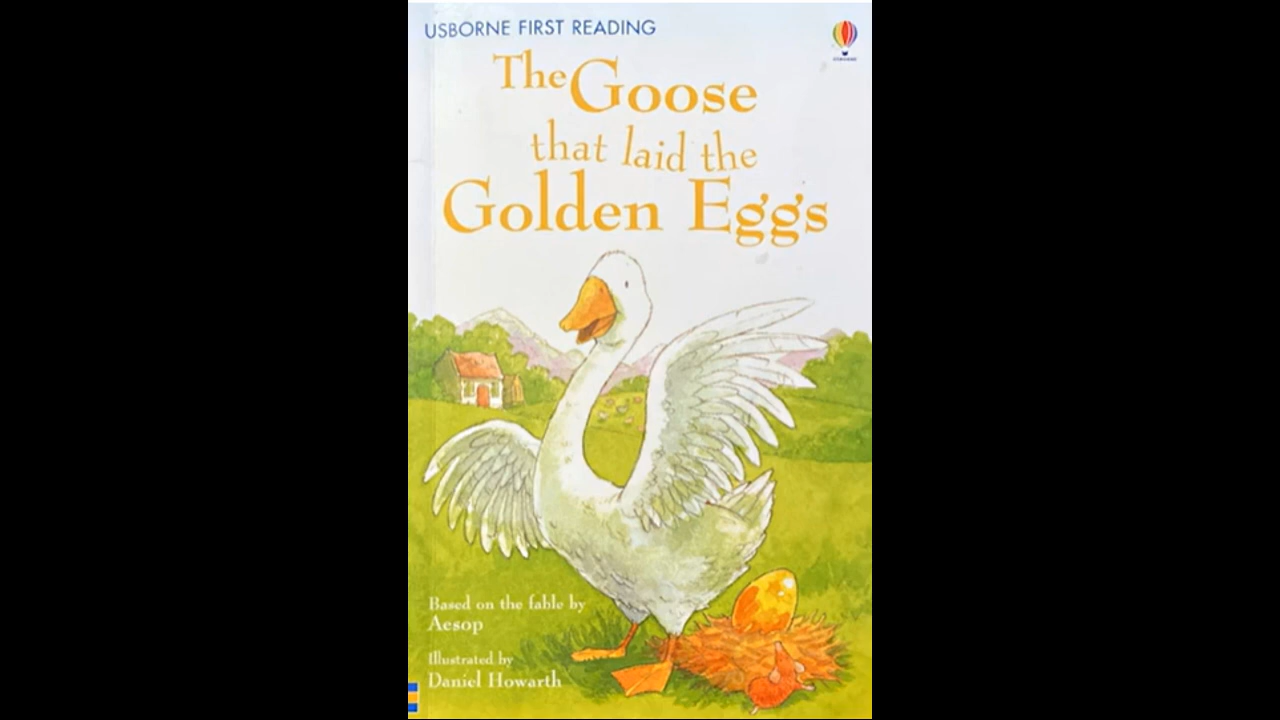 USBORNE FIRST READING
The Goose
that laid the
Golden Eggs
Based on the fable by
Aesop
Illustrated by
Daniel Howarth